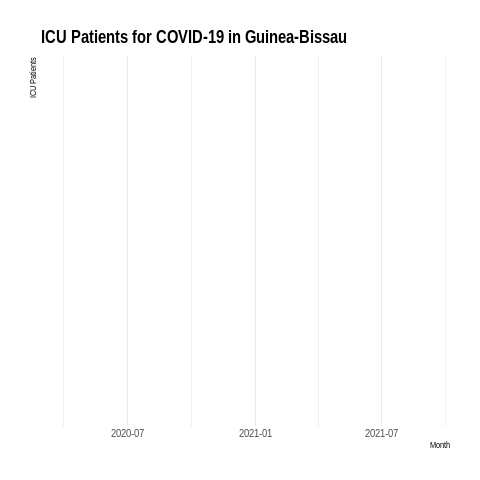 ICU Patients for COVID-19 in Guinea-Bissau
ICU Patients
2020-07
2021-01
2021-07
Month